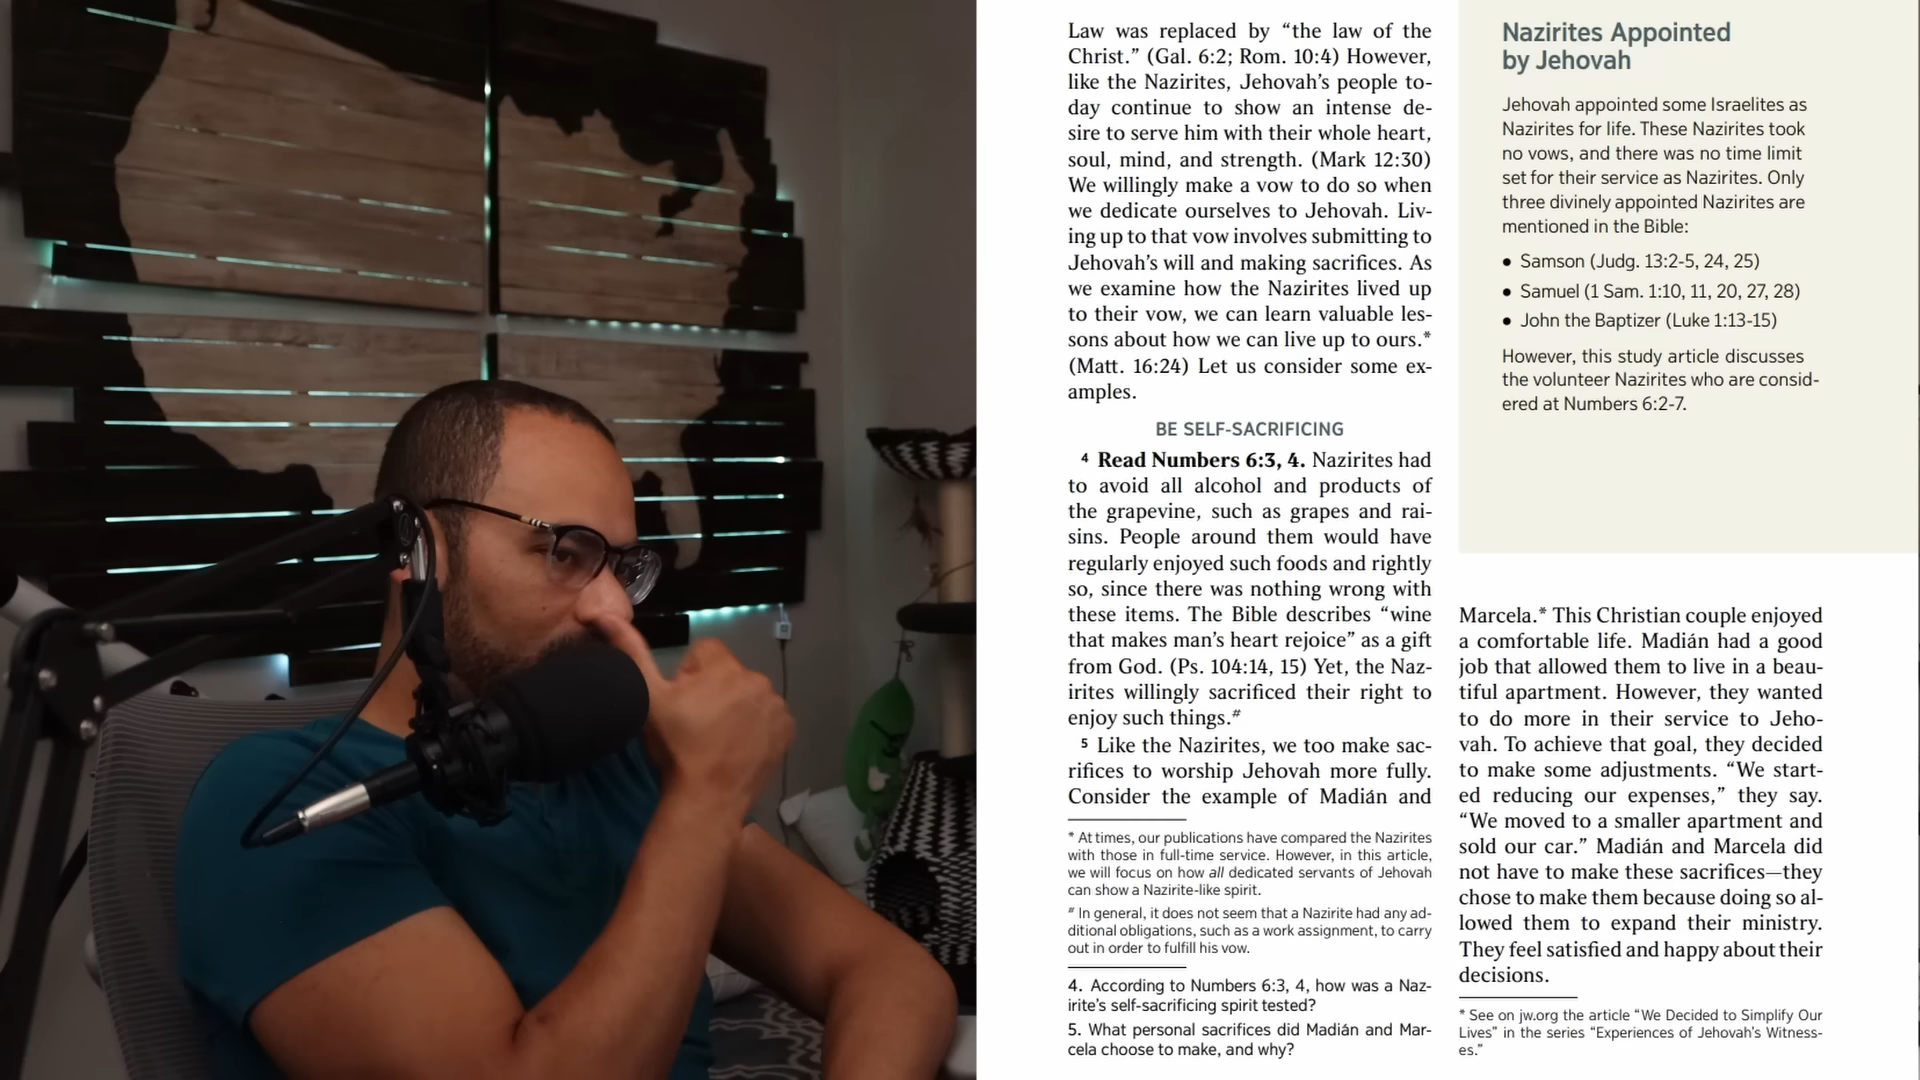 Law was replaced by “the law of the
Christ.” (Gal. 6:2; Rom. 10:4) However,
like the Nazirites, Jehovah’s people to-
day continue to show an intense de-
sire to serve him with their whole heart,
soul, mind, and strength. (Mark 12:30)
We willingly make a vow to do so when
we dedicate ourselves to Jehovah. Liv-
ing up to that vow involves submitting to
Jehovah’s will and making sacrifices. As
we examine how the Nazirites lived up
to their vow, we can learn valuable les-
sons about how we can live up to ours.*
(Matt. 16:24) Let us consider some ex-
amples.
BE SELF-SACRIFICING
4 Read Numbers 6:3, 4. Nazirites had
to avoid all alcohol and products of
the grapevine, such as grapes and rai-
sins. People around them would have
regularly enjoyed such foods and rightly
so, since there was nothing wrong with
these items. The Bible describes “wine
that makes man’s heart rejoice” as a gift
from God. (Ps. 104:14, 15) Yet, the Naz-
irites willingly sacrificed their right to
enjoy such things.#
5 Like the Nazirites, we too make sac-
rifices to worship Jehovah more fully.
Consider the example of Madián and
* At times, our publications have compared the Nazirites
with those in full-time service. However, in this article,
we will focus on how all dedicated servants of Jehovah
can show a Nazirite-like spirit.
# In general, it does not seem that a Nazirite had any ad-
ditional obligations, such as a work assignment, to carry
out in order to fulfill his vow.
4. According to Numbers 6:3, 4, how was a Naz-
irite’s self-sacrificing spirit tested?
5. What personal sacrifices did Madián and Mar-
cela choose to make, and why?
Nazirites Appointed
by Jehovah
Jehovah appointed some Israelites as
Nazirites for life. These Nazirites took
no vows, and there was no time limit
set for their service as Nazirites. Only
three divinely appointed Nazirites are
mentioned in the Bible:
• Samson (Judg. 13:2-5, 24, 25)
• Samuel (1 Sam. 1:10, 11, 20, 27, 28)
• John the Baptizer (Luke 1:13-15)
However, this study article discusses
the volunteer Nazirites who are consid-
ered at Numbers 6:2-7.
Marcela.* This Christian couple enjoyed
a comfortable life. Madián had a good
job that allowed them to live in a beau-
tiful apartment. However, they wanted
to do more in their service to Jeho-
vah. To achieve that goal, they decided
to make some adjustments. “We start-
ed reducing our expenses,” they say.
“We moved to a smaller apartment and
sold our car.” Madián and Marcela did
not have to make these sacrifices—they
chose to make them because doing so al-
lowed them to expand their ministry.
They feel satisfied and happy about their
decisions.
* See on jw.org the article “We Decided to Simplify Our
Lives” in the series “Experiences of Jehovah’s Witness-
es.”